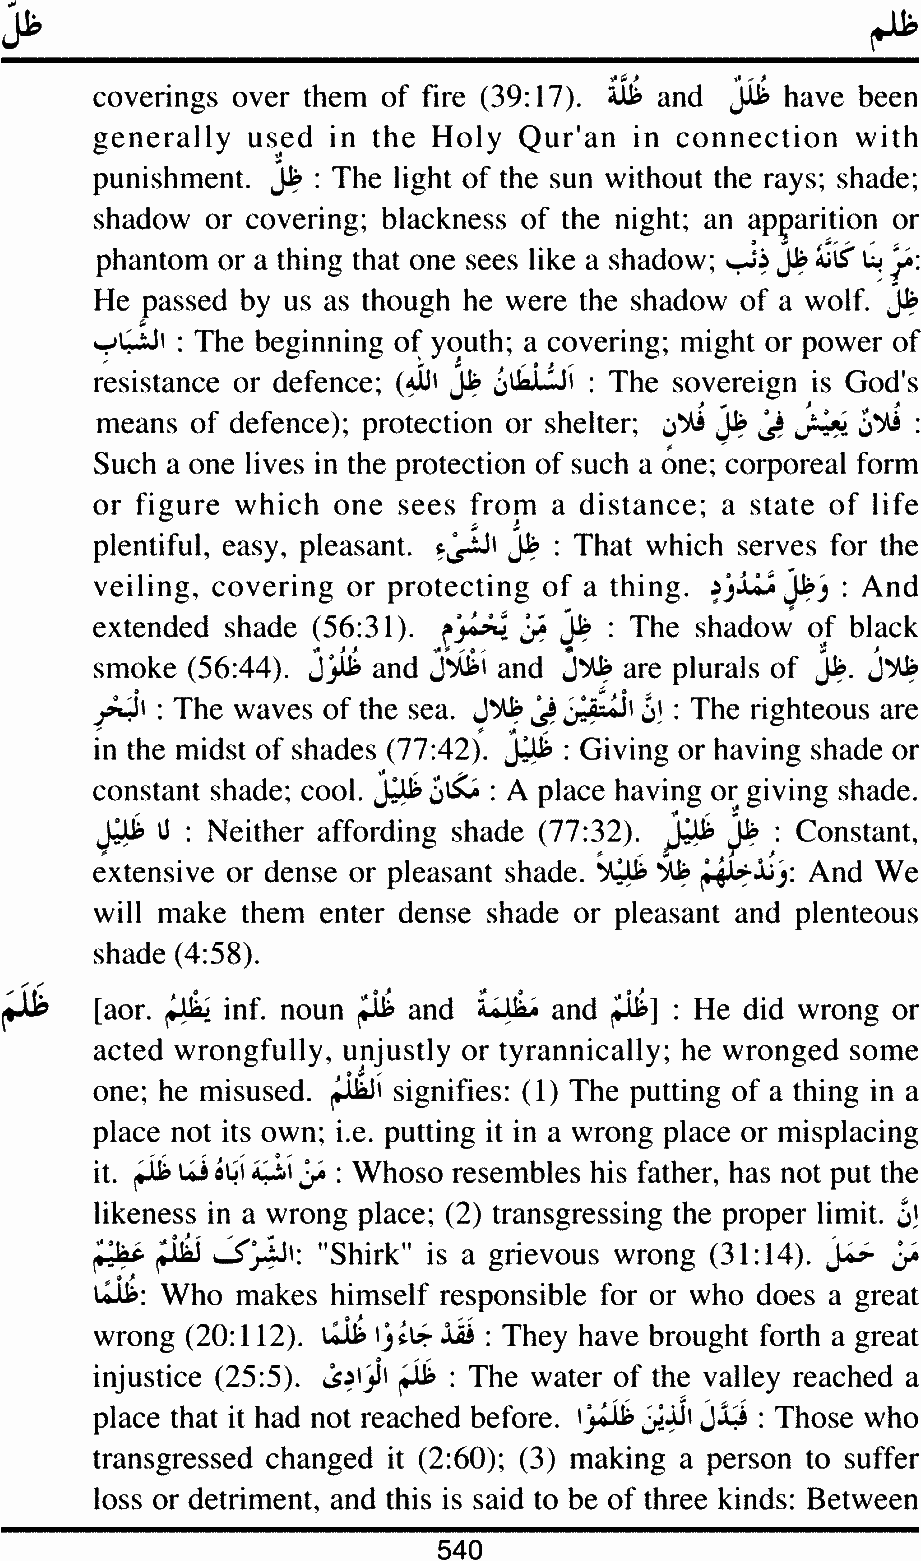 ظلّ ظلم
coverings over them of fire (39:17). ظُلَّةٌ and ظُلَلٌ have been
generally used in the Holy Qur'an in connection with
punishment. ظِلٌّ : The light of the sun without the rays; shade;
shadow or covering; blackness of the night; an apparition or
phantom or a thing that one sees like a shadow; مَرَّ بِنَا كَاَنَّهُ ظِلُّ ذِئْبٍ:
He passed by us as though he were the shadow of a wolf. ظِلُّ
الشَّبَابِ : The beginning of youth; a covering; might or power of
resistance or defence; (اَلسُّلْطَانُ ظِلُّ اللّٰهِ : The sovereign is God's
means of defence); protection or shelter; فُلَانٌ يَعِيْشُ فِیْ ظِلِّ فُلَانٍ :
Such a one lives in the protection of such a one; corporeal form
or figure which one sees from a distance; a state of life
plentiful, easy, pleasant. ظِلُّ الشَّیْءِ : That which serves for the
veiling, covering or protecting of a thing. وَظِلٍّ مَّمْدُوْدٍ : And
extended shade (56:31). ظِلٍّ مِّنْ يَّحْمُوْمٍ : The shadow of black
smoke (56:44). ظُلُوْلٌ and اَظْلَالٌ and ظِلَالٌ are plurals of ظِلٌّ. ظِلَالُ
الْبَحْرِ : The waves of the sea. اِنَّ الْمُتَّقِيْنَ فِیْ ظِلَالٍ : The righteous are
in the midst of shades (77:42). ظَلِيْلٌ : Giving or having shade or
constant shade; cool. مَكَانٌ ظَلِيْلٌ : A place having or giving shade.
لَا ظَلِيْلٍ : Neither affording shade (77:32). ظِلٌّ ظَلِيْلٌ : Constant,
extensive or dense or pleasant shade. وَنُدْخِلُهُمْ ظِلًّا ظَلِيْلًا: And We
will make them enter dense shade or pleasant and plenteous
shade (4:58).
ظَلَمَ [aor. يَظْلِمُ inf. noun ظُلْمٌ and مَظْلِمَةٌ and ظَلْمٌ] : He did wrong or
acted wrongfully, unjustly or tyrannically; he wronged some
one; he misused. اَلظُّلْمُ signifies: (1) The putting of a thing in a
place not its own; i.e. putting it in a wrong place or misplacing
it. مَنْ اَشْبَهَ اَبَاهُ فَمَا ظَلَمَ : Whoso resembles his father, has not put the
likeness in a wrong place; (2) transgressing the proper limit. اِنَّ
الشِّرْكَ لَظُلْمٌ عَظِيْمٌ: "Shirk" is a grievous wrong (31:14). مَنْ حَمَلَ
ظُلْمًا: Who makes himself responsible for or who does a great
wrong (20:112). فَقَدْ جَاءُوْا ظُلْمًا : They have brought forth a great
injustice (25:5). ظَلَمَ الْوَادِیْ : The water of the valley reached a
place that it had not reached before. فَبَدَّلَ الَّذِيْنَ ظَلَمُوْا : Those who
transgressed changed it (2:60); (3) making a person to suffer
loss or detriment, and this is said to be of three kinds: Between
540